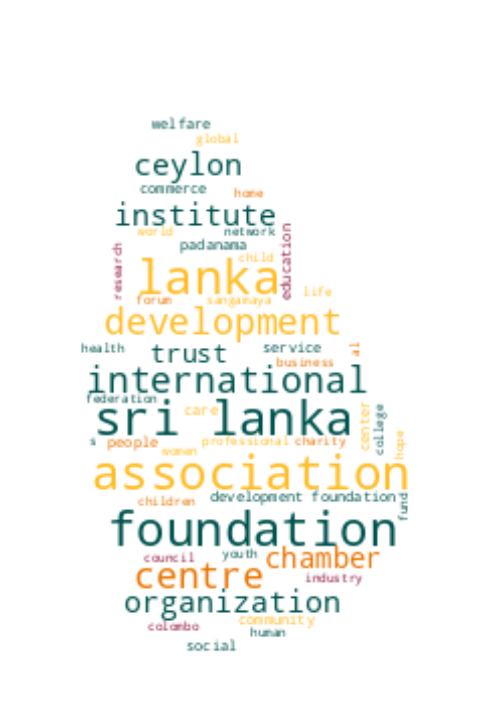 welfare
global
ceylon
commerce home
institute
world network
padanama
education
research
child
lanka
life
forum sangamaya
development
health trust service
al
business
international
federation
sri lanka
care
center
college
hope
s people professional charity
women
association
children development foundation
fund
foundation
council youth chamber
centre industry
organization
colombo community
human
social